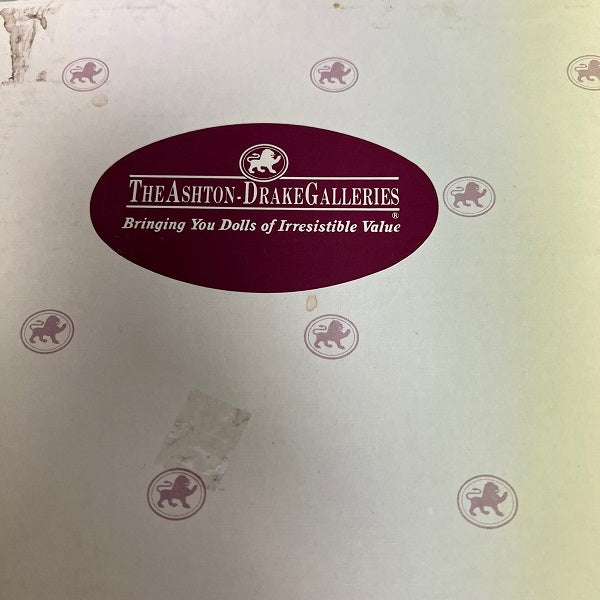 THE ASHTON-DRAKE GALLERIES
®
Bringing You Dolls of Irresistible Value